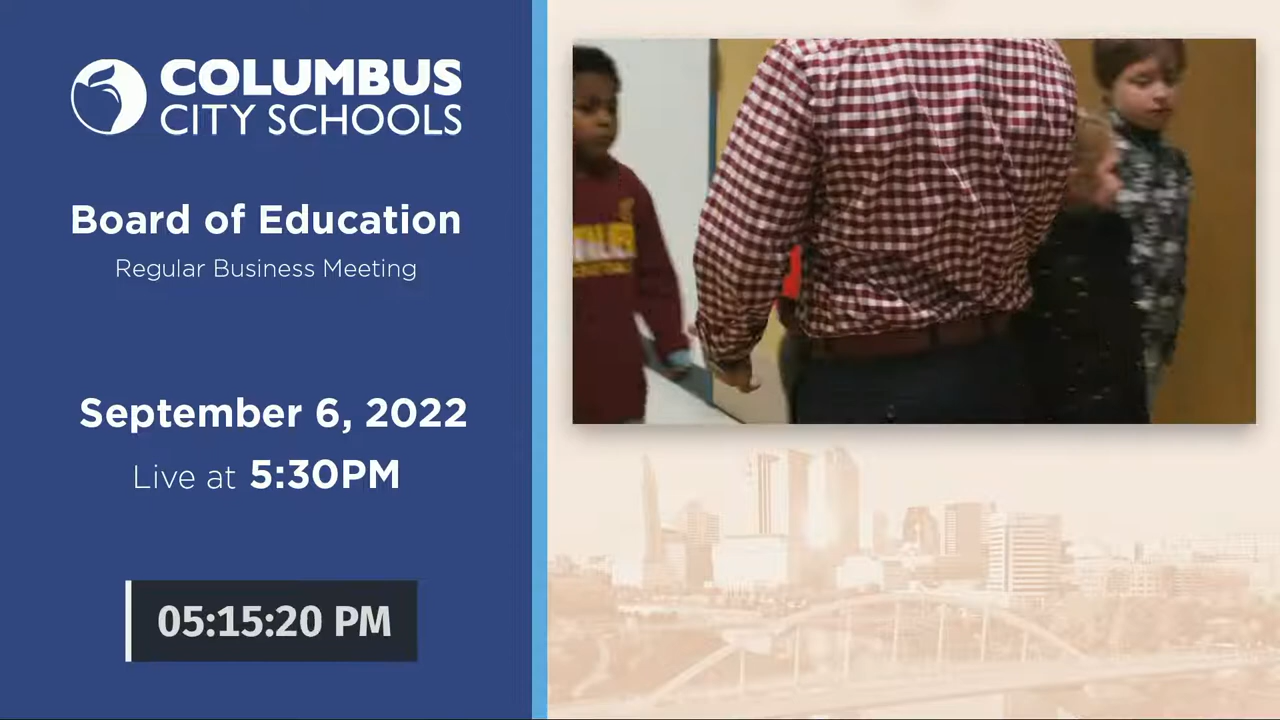 COLUMBUS
CITY SCHOOLS
Board of Education
Regular Business Meeting
September 6, 2022
Live at 5:30PM
05:15:20 PM